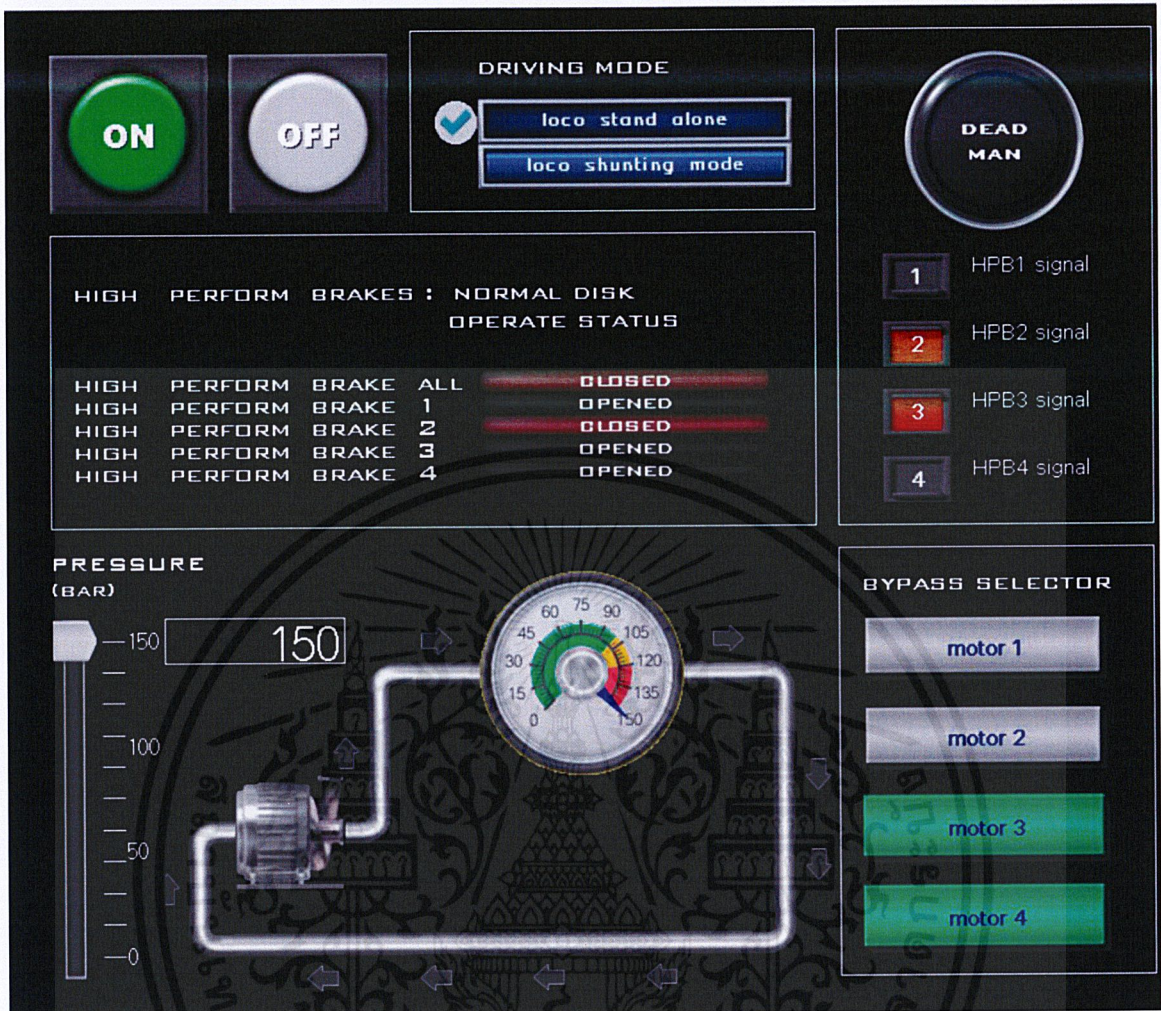 ON
OFF
DRIVING MODE
loco stand alone
loco shunting mode
DEAD
MAN
1 HPB1 signal
2 HPB2 signal
3 HPB3 signal
4 HPB4 signal
HIGH PERFORM BRAKES : NORMAL DISK
OPERATE STATUS
HIGH PERFORM BRAKE ALL CLOSED
HIGH PERFORM BRAKE 1 OPENED
HIGH PERFORM BRAKE 2 CLOSED
HIGH PERFORM BRAKE 3 OPENED
HIGH PERFORM BRAKE 4 OPENED
PRESSURE
(BAR)
150
100
50
0
150
0
15
30
45
60
75
90
105
120
135
150
BYPASS SELECTOR
motor 1
motor 2
motor 3
motor 4